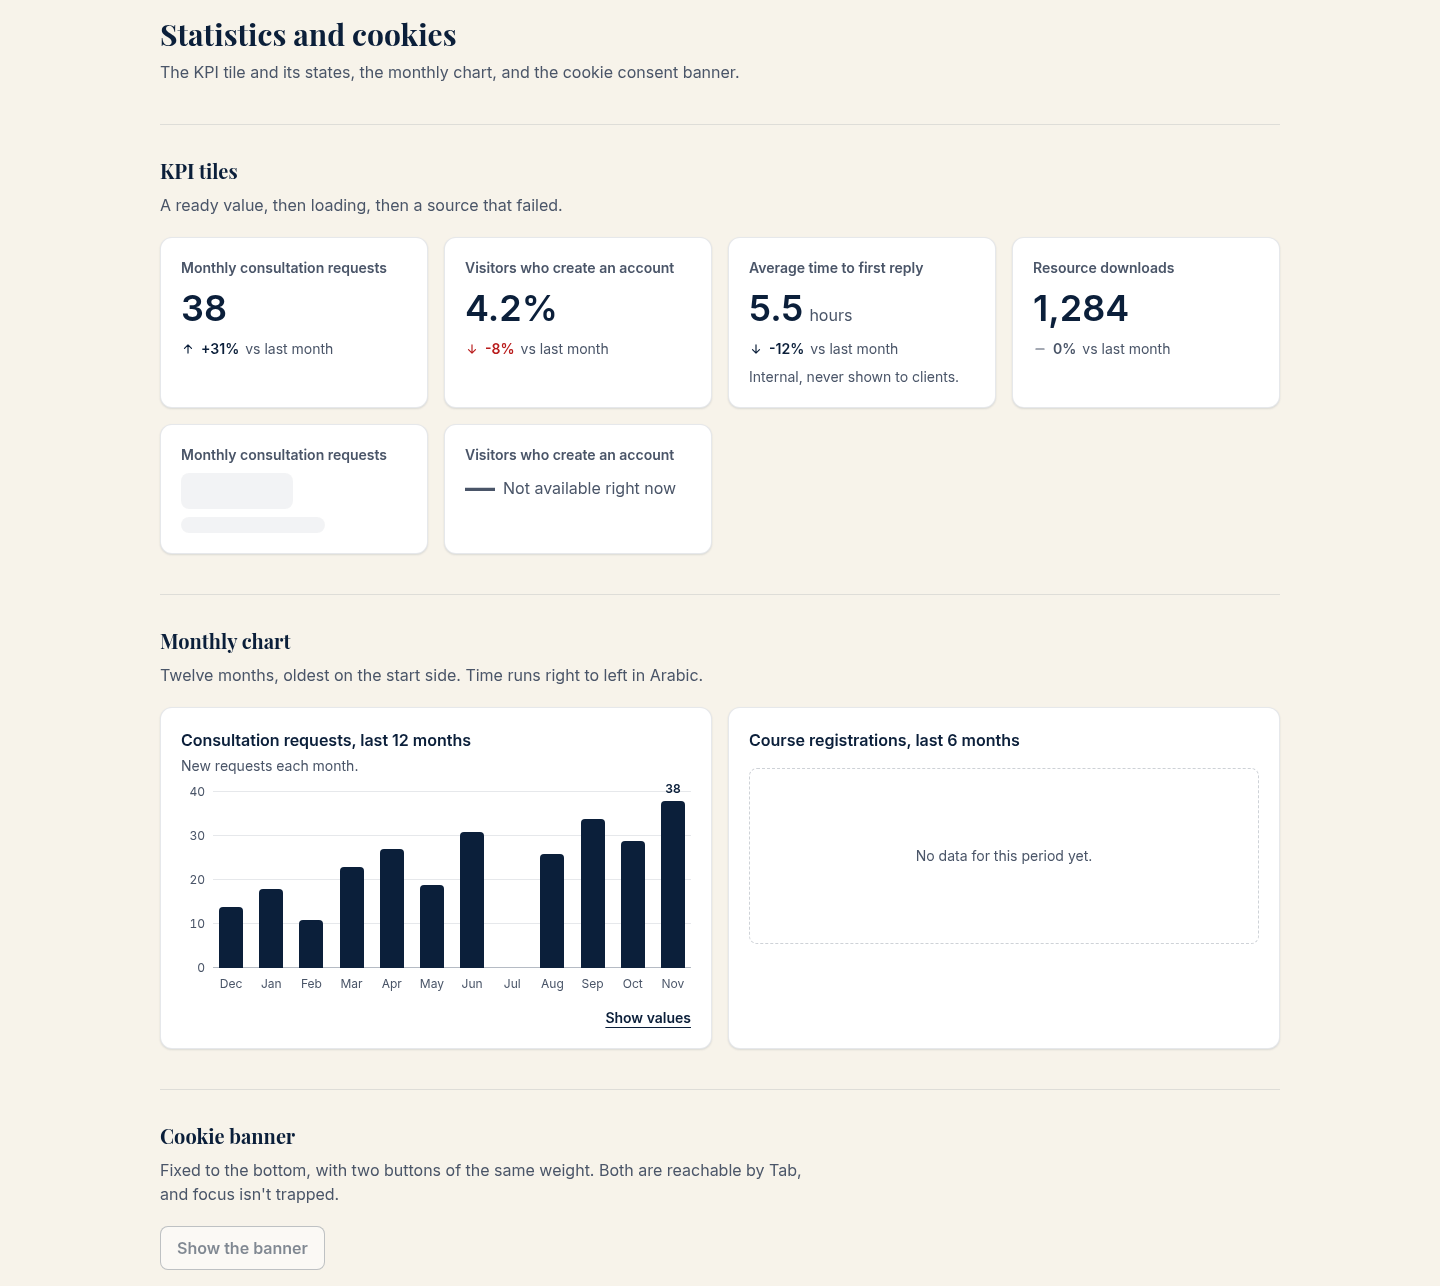 Statistics and cookies
The KPI tile and its states, the monthly chart, and the cookie consent banner.
KPI tiles
A ready value, then loading, then a source that failed.
Monthly consultation requests
38
↑ +31% vs last month
Visitors who create an account
4.2%
↓ -8% vs last month
Average time to first reply
5.5 hours
↓ -12% vs last month
Internal, never shown to clients.
Resource downloads
1,284
— 0% vs last month
Monthly consultation requests
Visitors who create an account
— Not available right now
Monthly chart
Twelve months, oldest on the start side. Time runs right to left in Arabic.
Consultation requests, last 12 months
New requests each month.
38
40
30
20
10
0
Dec Jan Feb Mar Apr May Jun Jul Aug Sep Oct Nov
Show values
Course registrations, last 6 months
No data for this period yet.
Cookie banner
Fixed to the bottom, with two buttons of the same weight. Both are reachable by Tab,
and focus isn't trapped.
Show the banner